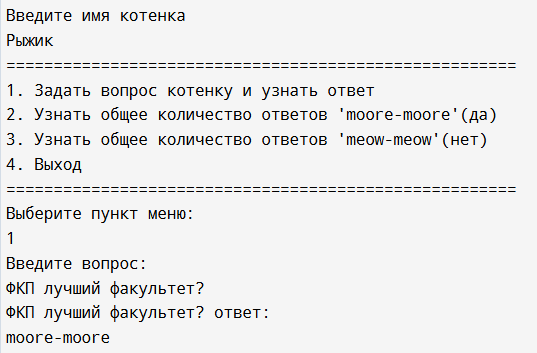 Введите имя котенка
Рыжик
======================================================
1. Задать вопрос котенку и узнать ответ
2. Узнать общее количество ответов 'moore-moore'(да)
3. Узнать общее количество ответов 'meow-meow'(нет)
4. Выход
======================================================
Выберите пункт меню:
1
Введите вопрос:
ФКП лучший факультет?
ФКП лучший факультет? ответ:
moore-moore